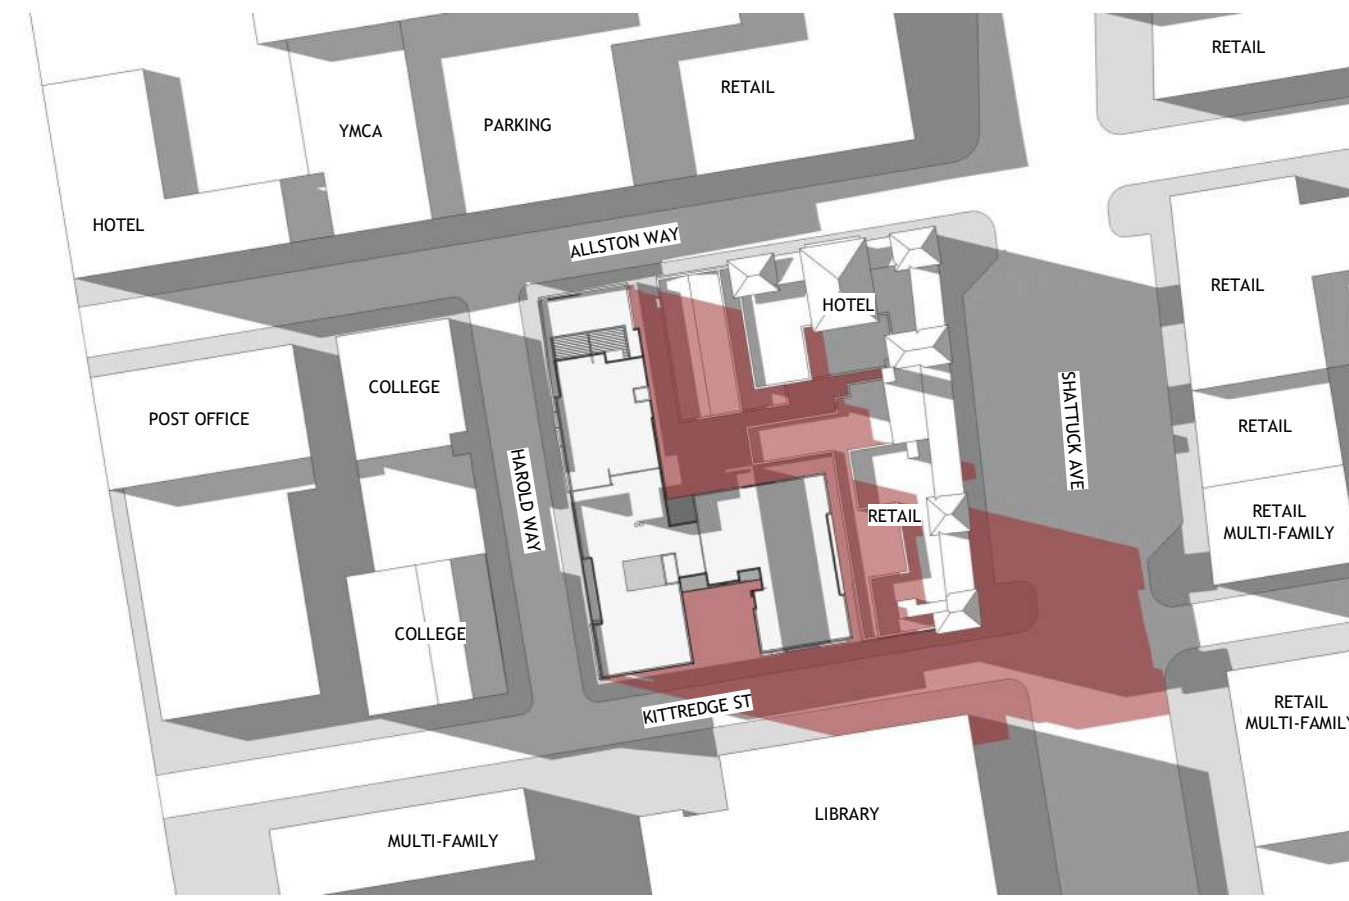 RETAIL
RETAIL
PARKING
YMCA
HOTEL
ALLSTON WAY
RETAIL
HOTEL
COLLEGE
POST OFFICE
SHATTUCK AVE
RETAIL
HAROLD WAY
RETAIL
RETAIL
MULTI-FAMILY
COLLEGE
KITTREDGE ST
RETAIL
MULTI-FAMILY
LIBRARY
MULTI-FAMILY